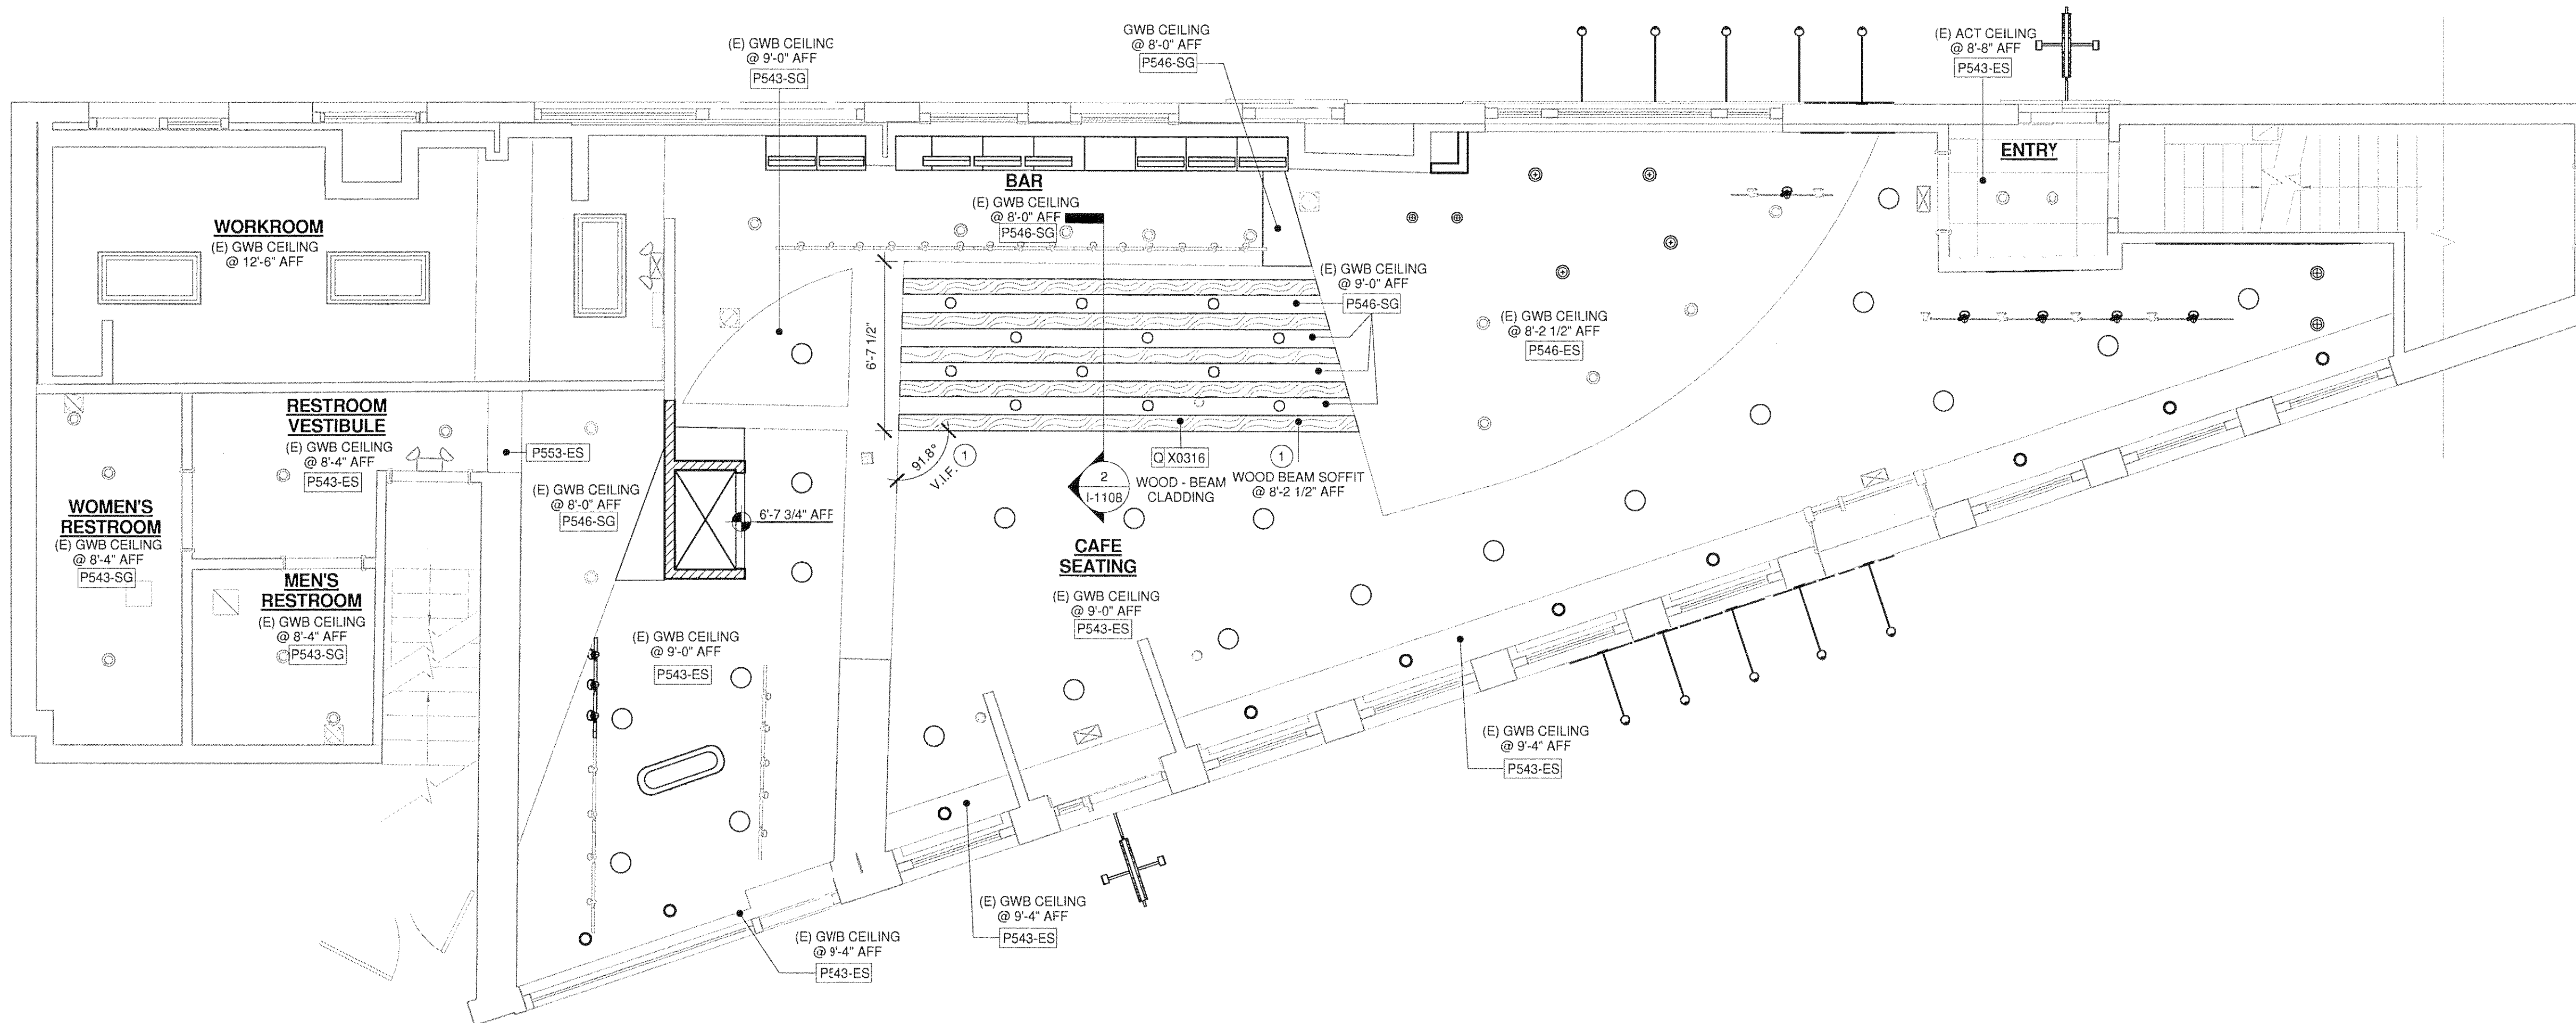 (E) GWB CEILING
@ 9'-0" AFF
P543-SG
GWB CEILING
@ 8'-0" AFF
P546-SG
(E) ACT CEILING
@ 8'-8" AFF
P543-ES
ENTRY
BAR
(E) GWB CEILING
@ 8'-0" AFF
P546-SG
WORKROOM
(E) GWB CEILING
@ 12'-6" AFF
(E) GWB CEILING
@ 9'-0" AFF
P546-SG
(E) GWB CEILING
@ 8'-2 1/2" AFF
P546-ES
6'-7 1/2"
RESTROOM
VESTIBULE
(E) GWB CEILING
@ 8'-4" AFF
P543-ES
P553-ES
91.8°
V.I.F.
1
Q X0316
1
WOOD - BEAM
CLADDING
WOOD BEAM SOFFIT
@ 8'-2 1/2" AFF
2
I-1108
(E) GWB CEILING
@ 8'-0" AFF
P546-SG
6'-7 3/4" AFF
WOMEN'S
RESTROOM
(E) GWB CEILING
@ 8'-4" AFF
P543-SG
MEN'S
RESTROOM
(E) GWB CEILING
@ 8'-4" AFF
P543-SG
CAFE
SEATING
(E) GWB CEILING
@ 9'-0" AFF
P543-ES
(E) GWB CEILING
@ 9'-0" AFF
P543-ES
(E) GWB CEILING
@ 9'-4" AFF
P543-ES
(E) GWB CEILING
@ 9'-4" AFF
P543-ES
(E) GWB CEILING
@ 9'-4" AFF
P543-ES